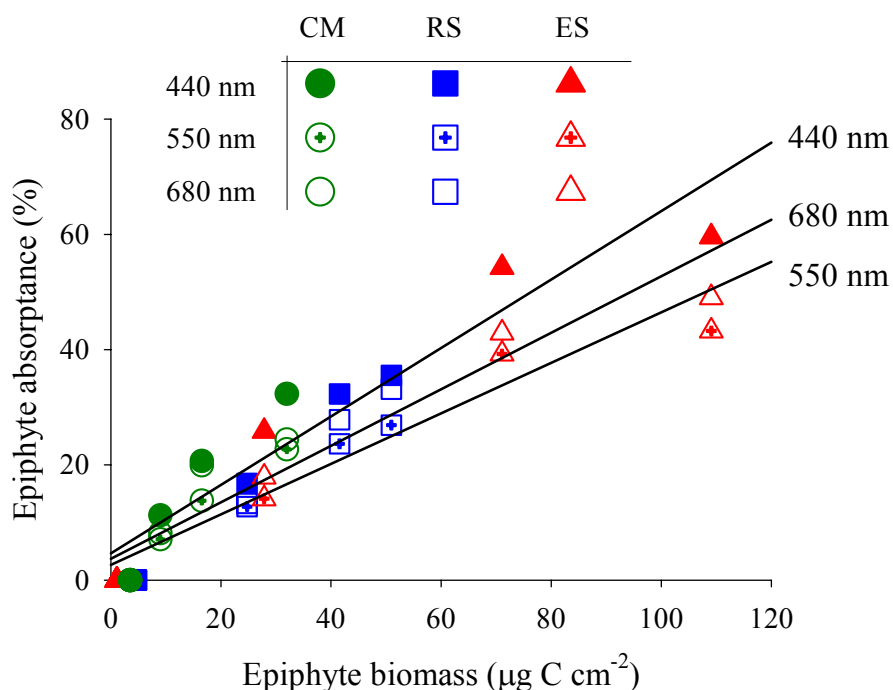 CM RS ES
440 nm
550 nm
680 nm
80
60
40
20
0
440 nm
680 nm
550 nm
0 20 40 60 80 100 120
Epiphyte absorptance (%)
Epiphyte biomass (μg C cm⁻²)